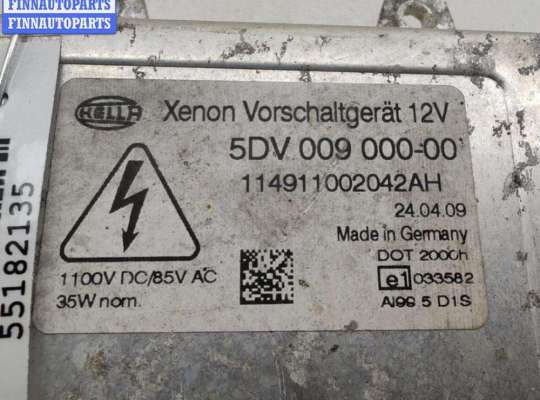 FINNAUTOPARTS
FINNAUTOPARTS
HELLA
Xenon Vorschaltgerät 12V
5DV 009 000-00
114911002042AH
24.04.09
Made in Germany
DOT 2000h
1100V DC/85V AC
e1 033582
35W nom.
AI99 5 D1S
55182135